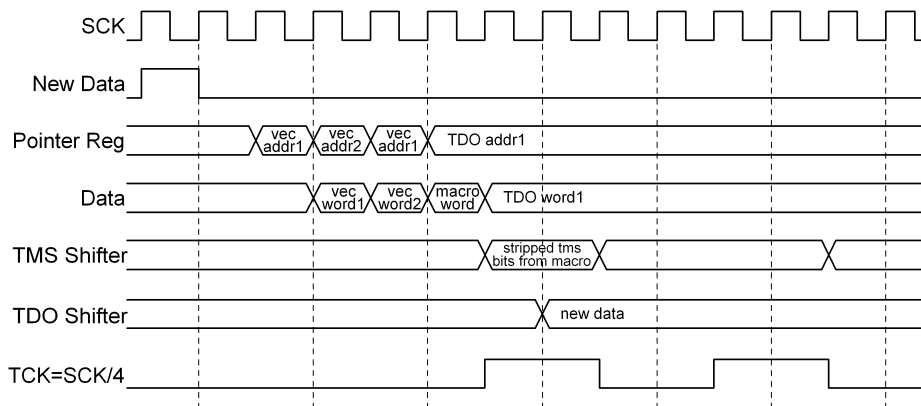 SCK
New Data
Pointer Reg
vec addr1
vec addr2
vec addr1
TDO addr1
Data
vec word1
vec word2
macro word
TDO word1
TMS Shifter
stripped tms
bits from macro
TDO Shifter
new data
TCK=SCK/4